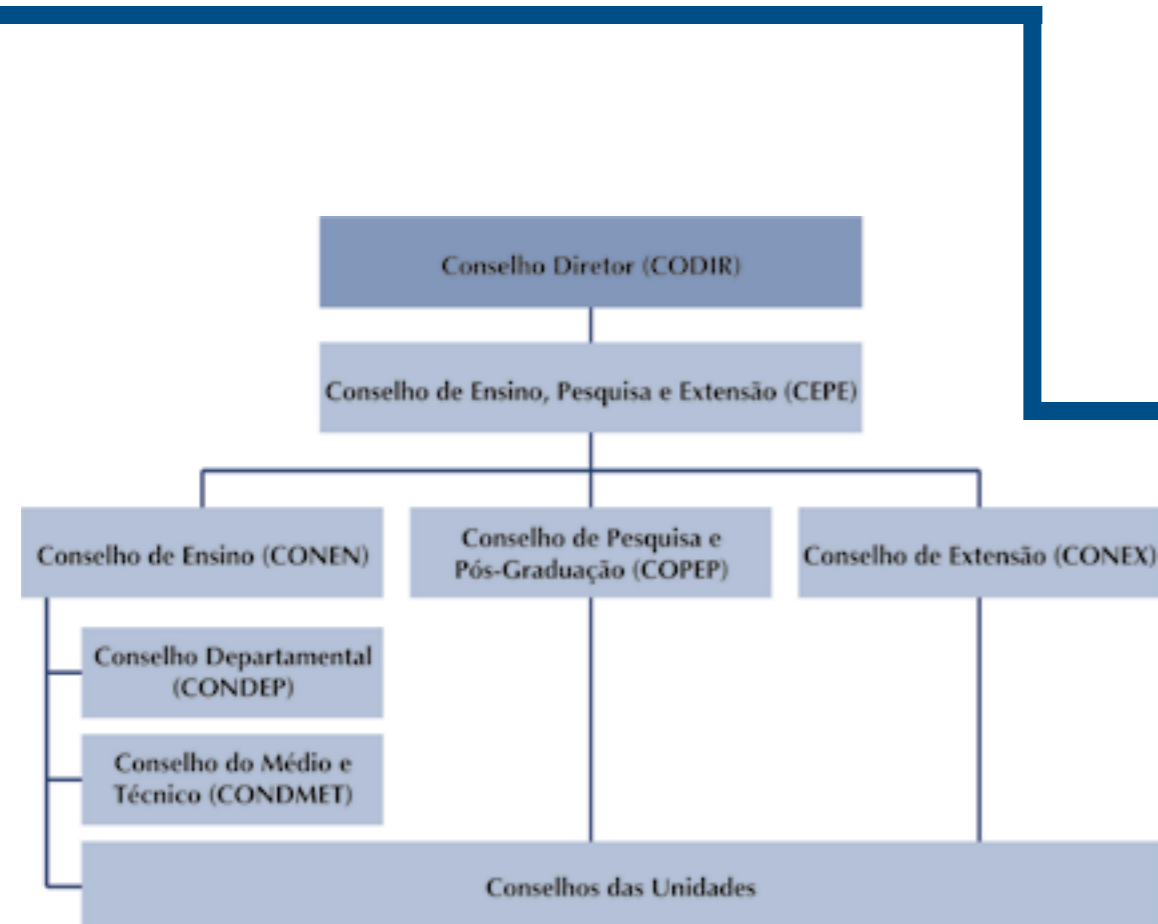 Conselho Diretor (CODIR)
Conselho de Ensino, Pesquisa e Extensão (CEPE)
Conselho de Ensino (CONEN)
Conselho de Pesquisa e
Pós-Graduação (COPEP)
Conselho de Extensão (CONEX)
Conselho Departamental
(CONDEP)
Conselho do Médio e
Técnico (CONDMET)
Conselhos das Unidades